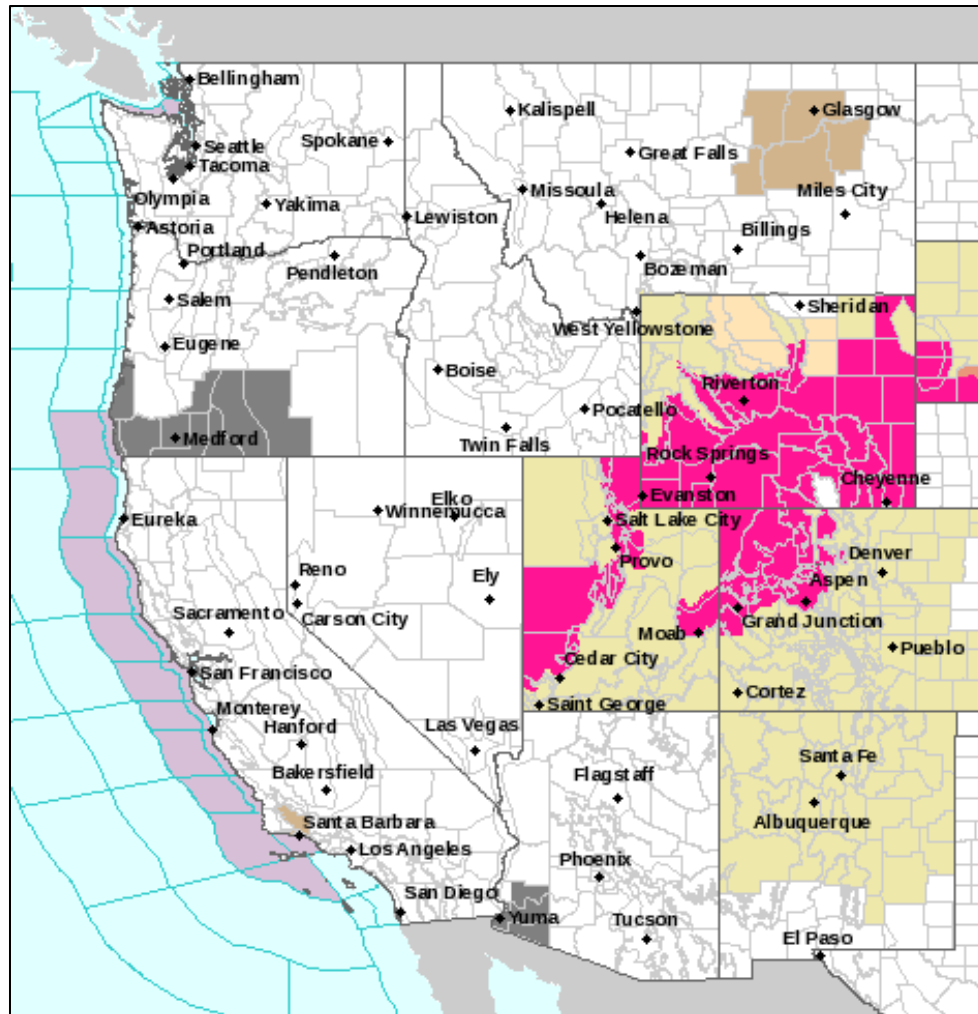 Bellingham
Kalispell
Glasgow
Seattle
Spokane
Great Falls
Tacoma
Miles City
Missoula
Olympia
Yakima
Lewiston
Helena
Astoria
Billings
Portland
Pendleton
Bozeman
Salem
Sheridan
West Yellowstone
Eugene
Boise
Riverton
Pocatello
Medford
Twin Falls
Rock Springs
Cheyenne
Elko
Evanston
Winnemucca
Eureka
Salt Lake City
Denver
Provo
Reno
Ely
Aspen
Sacramento
Carson City
Grand Junction
Moab
Pueblo
Cedar City
San Francisco
Cortez
Saint George
Monterey
Las Vegas
Hanford
Santa Fe
Bakersfield
Flagstaff
Santa Barbara
Albuquerque
Los Angeles
Phoenix
San Diego
Yuma
Tucson
El Paso